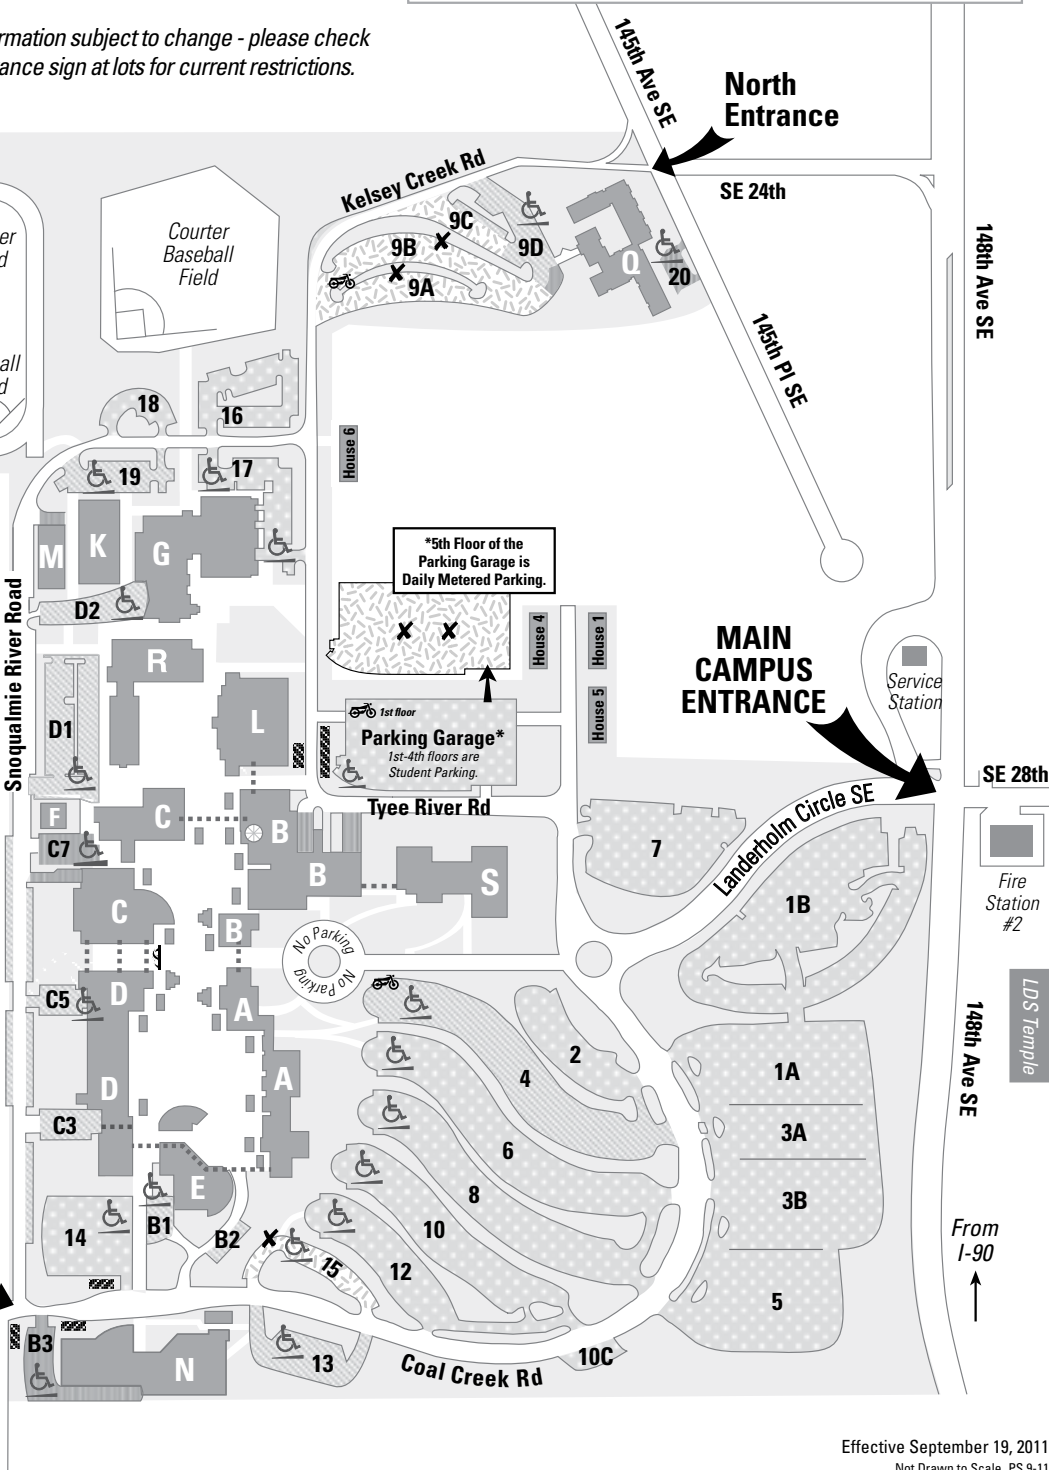 rmation subject to change - please check
ance sign at lots for current restrictions.
145th Ave SE
North
Entrance
Kelsey Creek Rd
SE 24th
148th Ave SE
er
d
Courter
Baseball
Field
9C
9B
9D
9A
Q
20
145th Pl SE
all
d
18
16
House 6
19
17
M
K
G
*5th Floor of the
Parking Garage is
Daily Metered Parking.
D2
Snoqualmie River Road
R
House 4
House 1
MAIN
CAMPUS
ENTRANCE
Service
Station
L
House 5
D1
1st floor
Parking Garage*
1st-4th floors are
Student Parking.
SE 28th
Tyee River Rd
Landerholm Circle SE
F
C
B
C7
7
B
S
Fire
Station
#2
C
1B
B
No Parking
No Parking
D
C5
A
LDS Temple
148th Ave SE
2
4
1A
A
D
C3
3A
6
E
8
3B
B1
14
B2
10
From
I-90
15
12
5
B3
N
13
Coal Creek Rd
10C
Effective September 19, 2011
Not Drawn to Scale PS 9-11